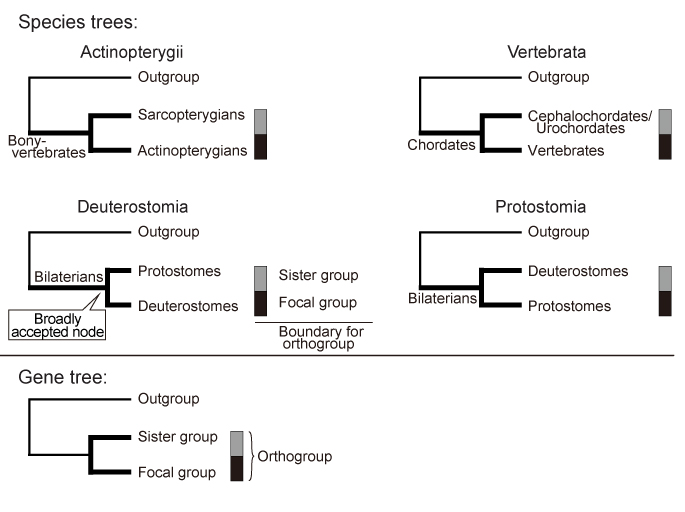 Species trees:
Actinopterygii
Outgroup
Sarcopterygians
Bony-
vertebrates
Actinopterygians
Vertebrata
Outgroup
Cephalochordates/
Urochordates
Chordates
Vertebrates
Deuterostomia
Outgroup
Bilaterians
Protostomes
Deuterostomes
Broadly
accepted node
Sister group
Focal group
Boundary for
orthogroup
Protostomia
Outgroup
Deuterostomes
Bilaterians
Protostomes
Gene tree:
Outgroup
Sister group
Focal group
Orthogroup